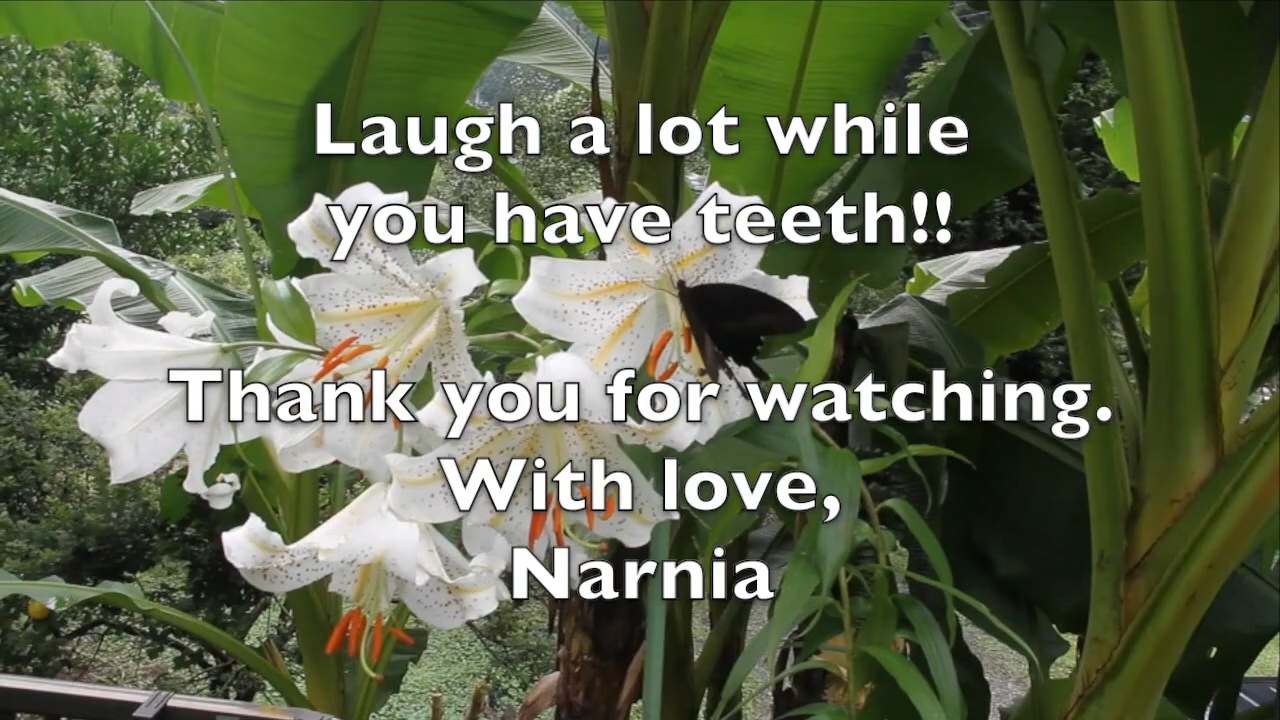 Laugh a lot while
you have teeth!!
Thank you for watching.
With love,
Narnia